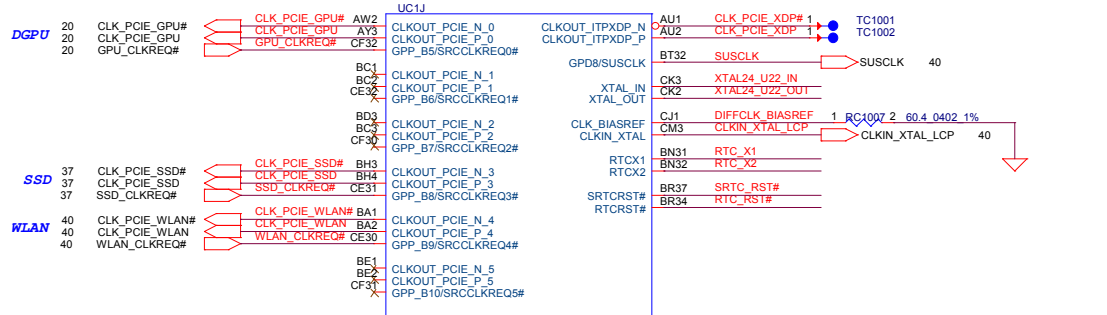 UC1J
DGPU
20 CLK_PCIE_GPU# CLK_PCIE_GPU# AW2 CLKOUT_PCIE_N_0
20 CLK_PCIE_GPU CLK_PCIE_GPU AY3 CLKOUT_PCIE_P_0
20 GPU_CLKREQ# GPU_CLKREQ# CF32 GPP_B5/SRCCLKREQ0#
BC1 CLKOUT_PCIE_N_1
BC2 CLKOUT_PCIE_P_1
CE32 GPP_B6/SRCCLKREQ1#
BD3 CLKOUT_PCIE_N_2
BC3 CLKOUT_PCIE_P_2
CF30 GPP_B7/SRCCLKREQ2#
SSD
37 CLK_PCIE_SSD# CLK_PCIE_SSD# BH3 CLKOUT_PCIE_N_3
37 CLK_PCIE_SSD CLK_PCIE_SSD BH4 CLKOUT_PCIE_P_3
37 SSD_CLKREQ# SSD_CLKREQ# CE31 GPP_B8/SRCCLKREQ3#
WLAN
40 CLK_PCIE_WLAN# CLK_PCIE_WLAN# BA1 CLKOUT_PCIE_N_4
40 CLK_PCIE_WLAN CLK_PCIE_WLAN BA2 CLKOUT_PCIE_P_4
40 WLAN_CLKREQ# WLAN_CLKREQ# CE30 GPP_B9/SRCCLKREQ4#
BE1 CLKOUT_PCIE_N_5
BE2 CLKOUT_PCIE_P_5
CF31 GPP_B10/SRCCLKREQ5#
CLKOUT_ITPXDP_N AU1 CLK_PCIE_XDP# 1 TC1001
CLKOUT_ITPXDP_P AU2 CLK_PCIE_XDP 1 TC1002
GPD8/SUSCLK BT32 SUSCLK SUSCLK 40
XTAL_IN CK3 XTAL24_U22_IN
XTAL_OUT CK2 XTAL24_U22_OUT
CLK_BIASREF CJ1 DIFFCLK_BIASREF 1 RC1007 2 60.4_0402_1%
CLKIN_XTAL CM3 CLKIN_XTAL_LCP CLKIN_XTAL_LCP 40
RTCX1 BN31 RTC_X1
RTCX2 BN32 RTC_X2
SRTCRST# BR37 SRTC_RST#
RTCRST# BR34 RTC_RST#